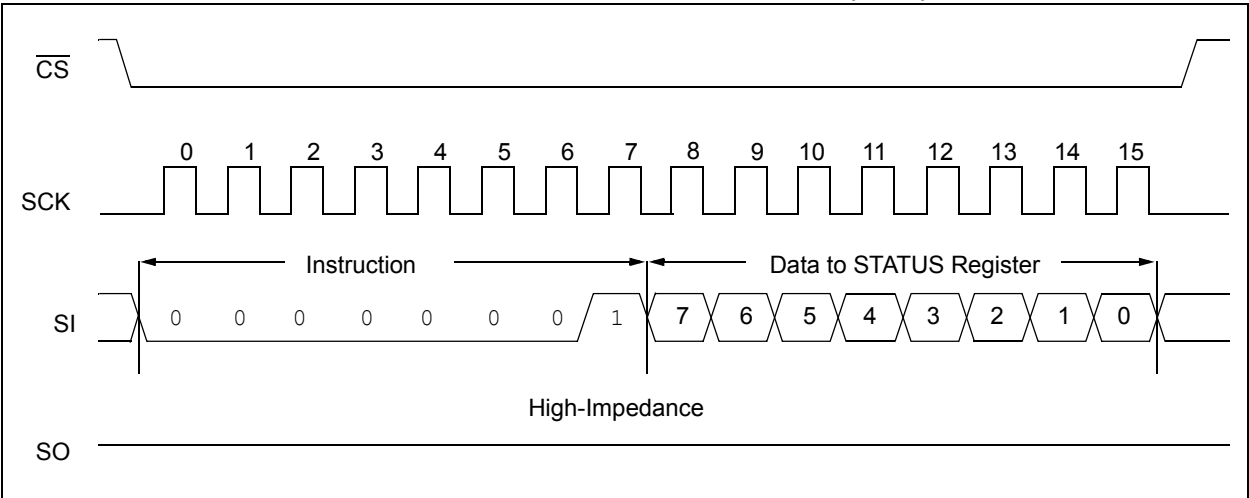 CS
0 1 2 3 4 5 6 7 8 9 10 11 12 13 14 15
SCK
Instruction Data to STATUS Register
SI 0 0 0 0 0 0 0 1 7 6 5 4 3 2 1 0
High-Impedance
SO